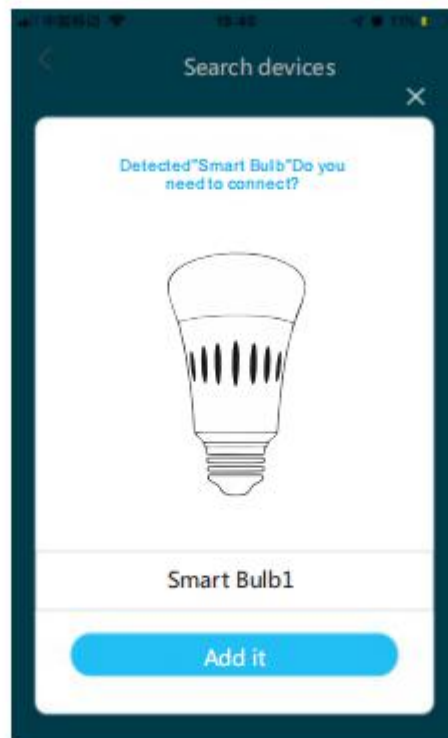 Search devices
Detected"Smart Bulb"Do you
need to connect?
Smart Bulb1
Add it